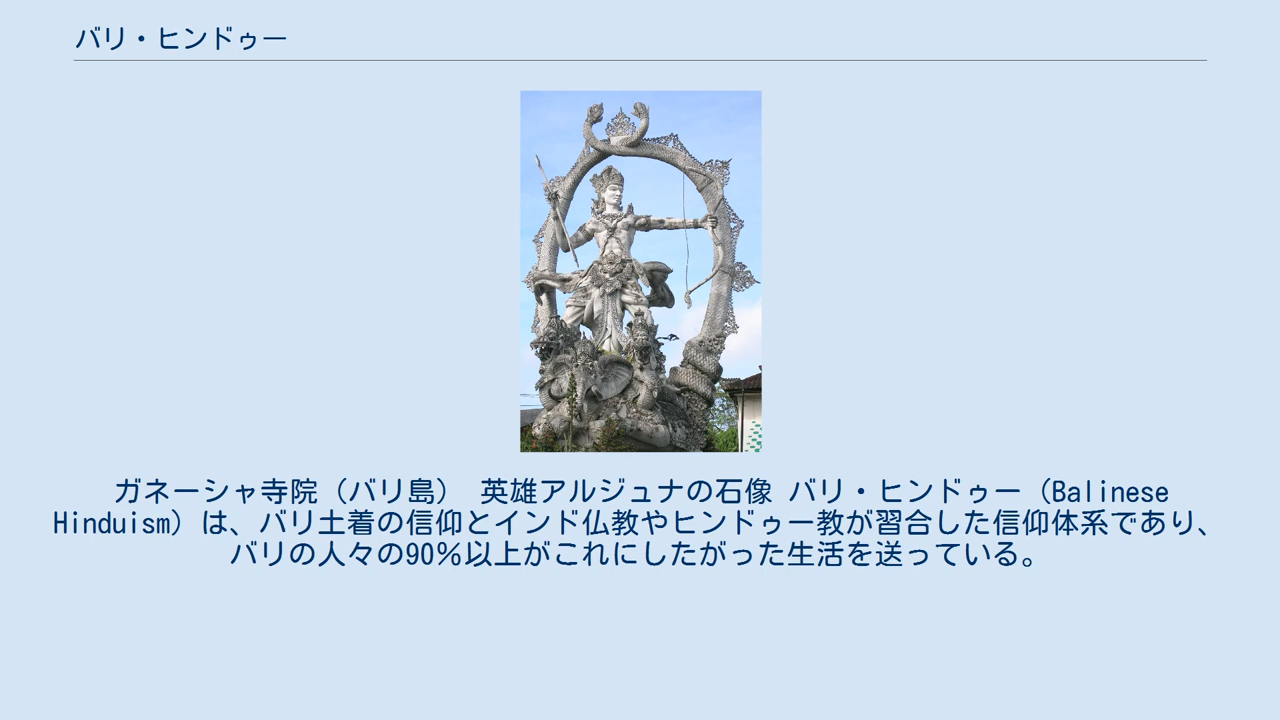 バリ・ヒンドゥー
ガネーシャ寺院（バリ島） 英雄アルジュナの石像 バリ・ヒンドゥー（Balinese
Hinduism）は、バリ土着の信仰とインド仏教やヒンドゥー教が習合した信仰体系であり、
バリの人々の90%以上がこれにしたがった生活を送っている。